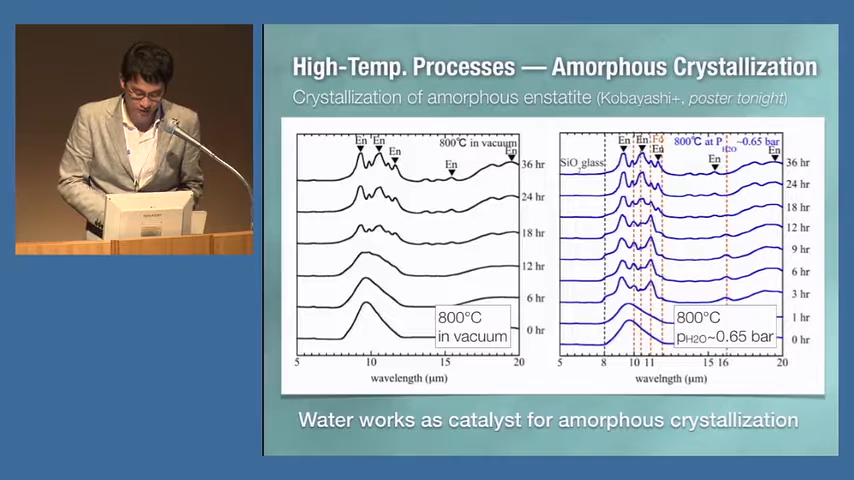 High-Temp. Processes — Amorphous Crystallization
Crystallization of amorphous enstatite (Kobayashi+, poster tonight)
En En En En En
800℃ in vacuum
36 hr
24 hr
18 hr
12 hr
6 hr
0 hr
800°C
in vacuum
5 10 15 20
wavelength (μm)
En En En En En
Fo
800℃ at P H2O ~0.65 bar
SiO2 glass
36 hr
24 hr
18 hr
12 hr
9 hr
6 hr
3 hr
1 hr
0 hr
800°C
pH2O~0.65 bar
5 8 10 11 15 16 20
wavelength (μm)
Water works as catalyst for amorphous crystallization